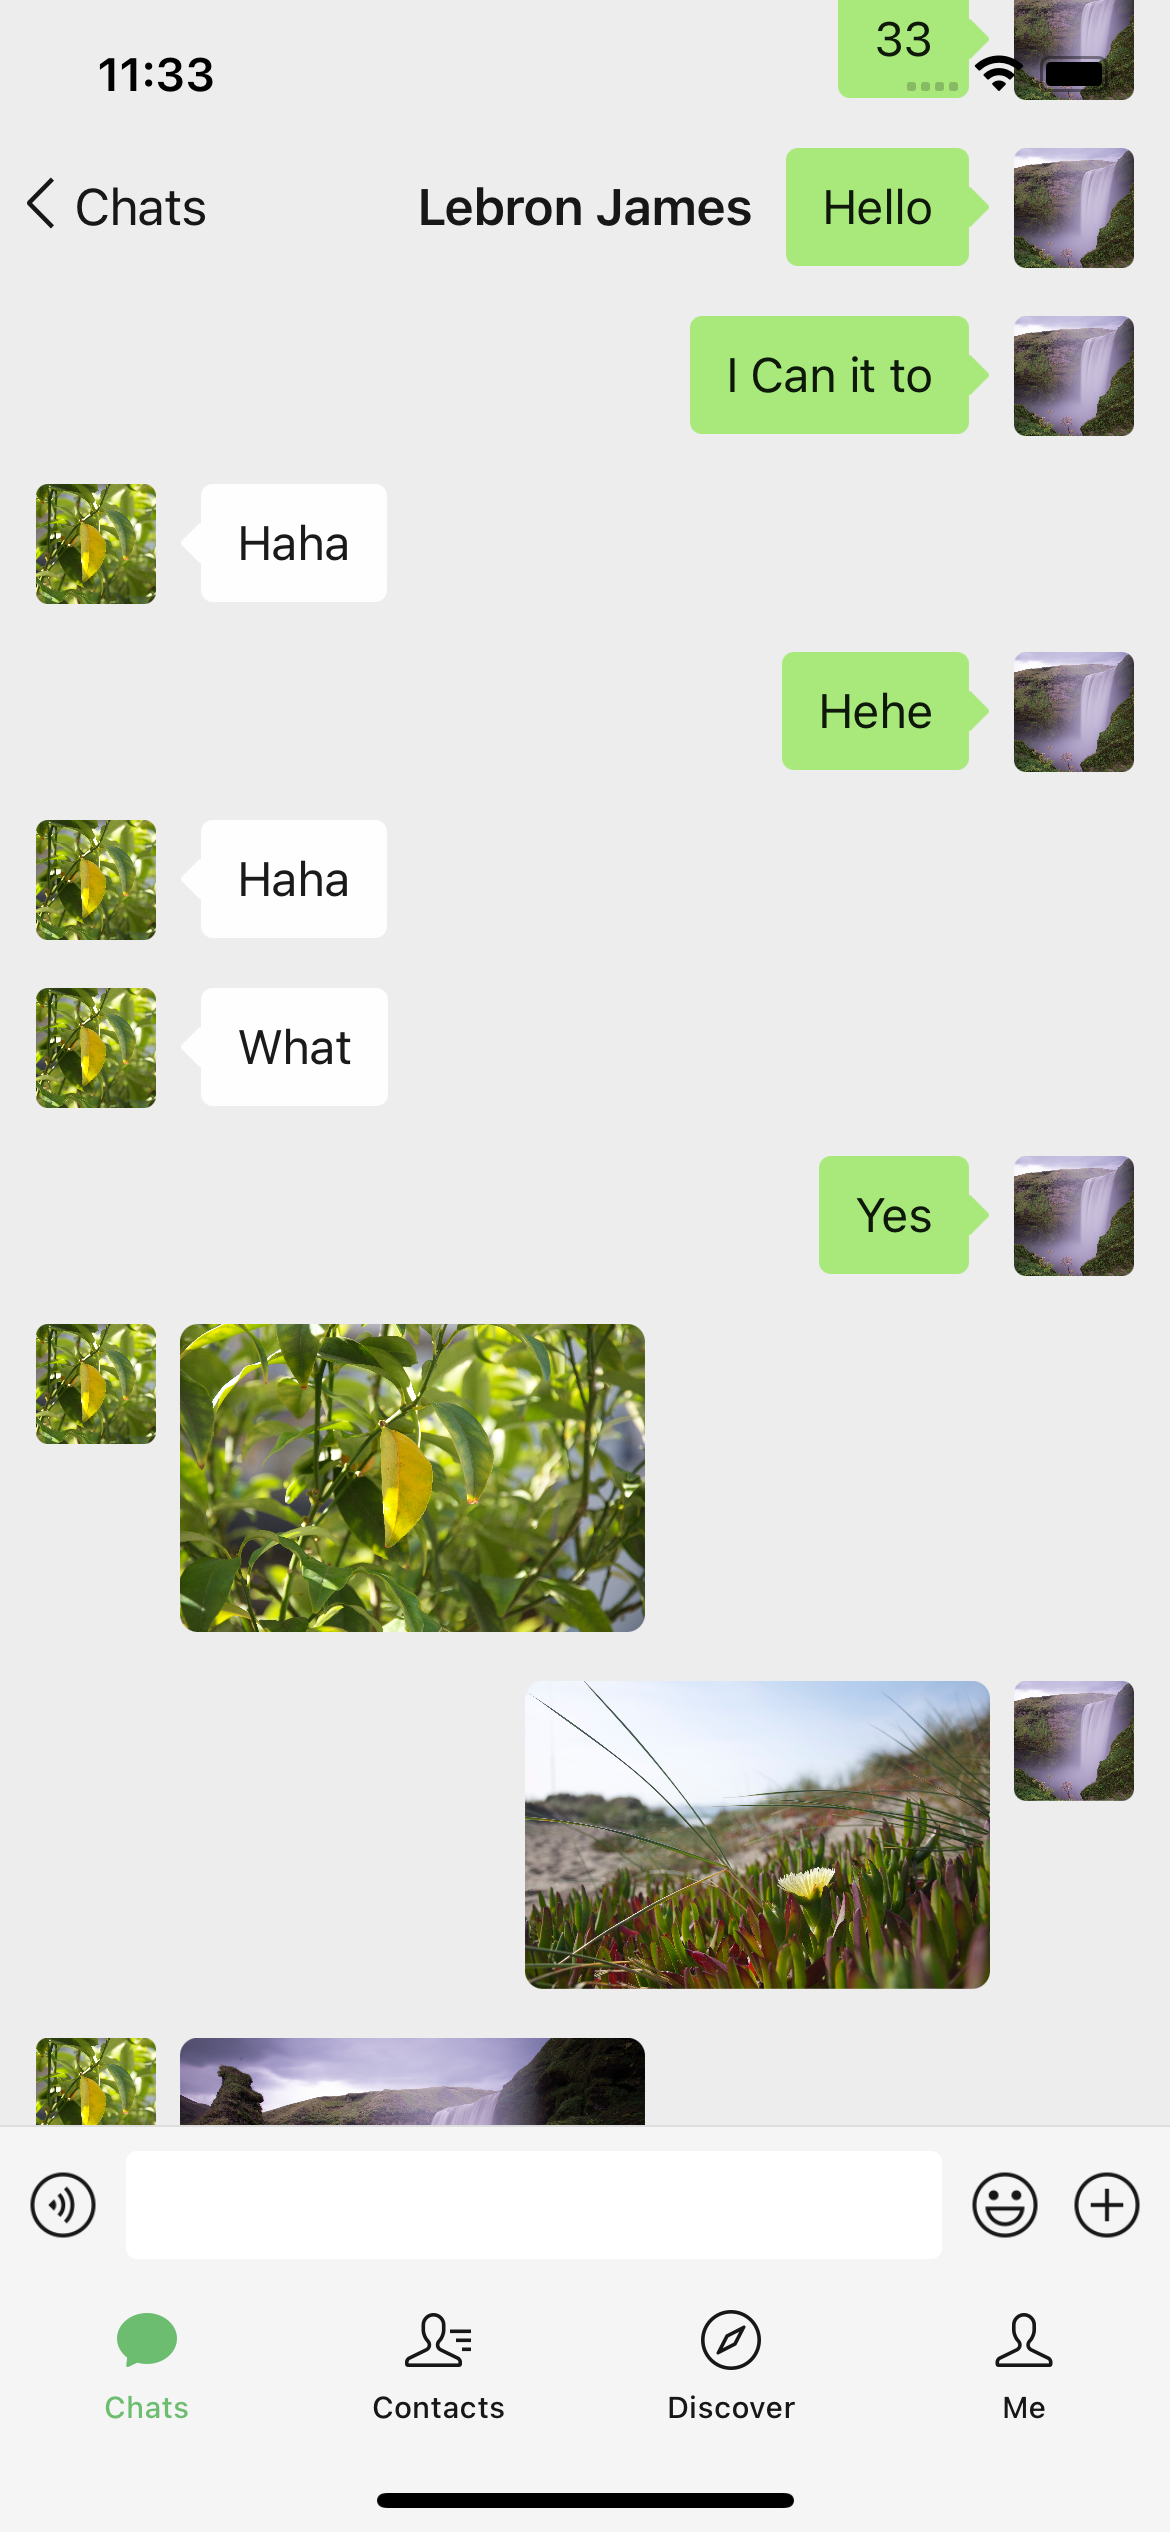 33
11:33
Chats
Lebron James
Hello
I Can it to
Haha
Hehe
Haha
What
Yes
Chats
Contacts
Discover
Me